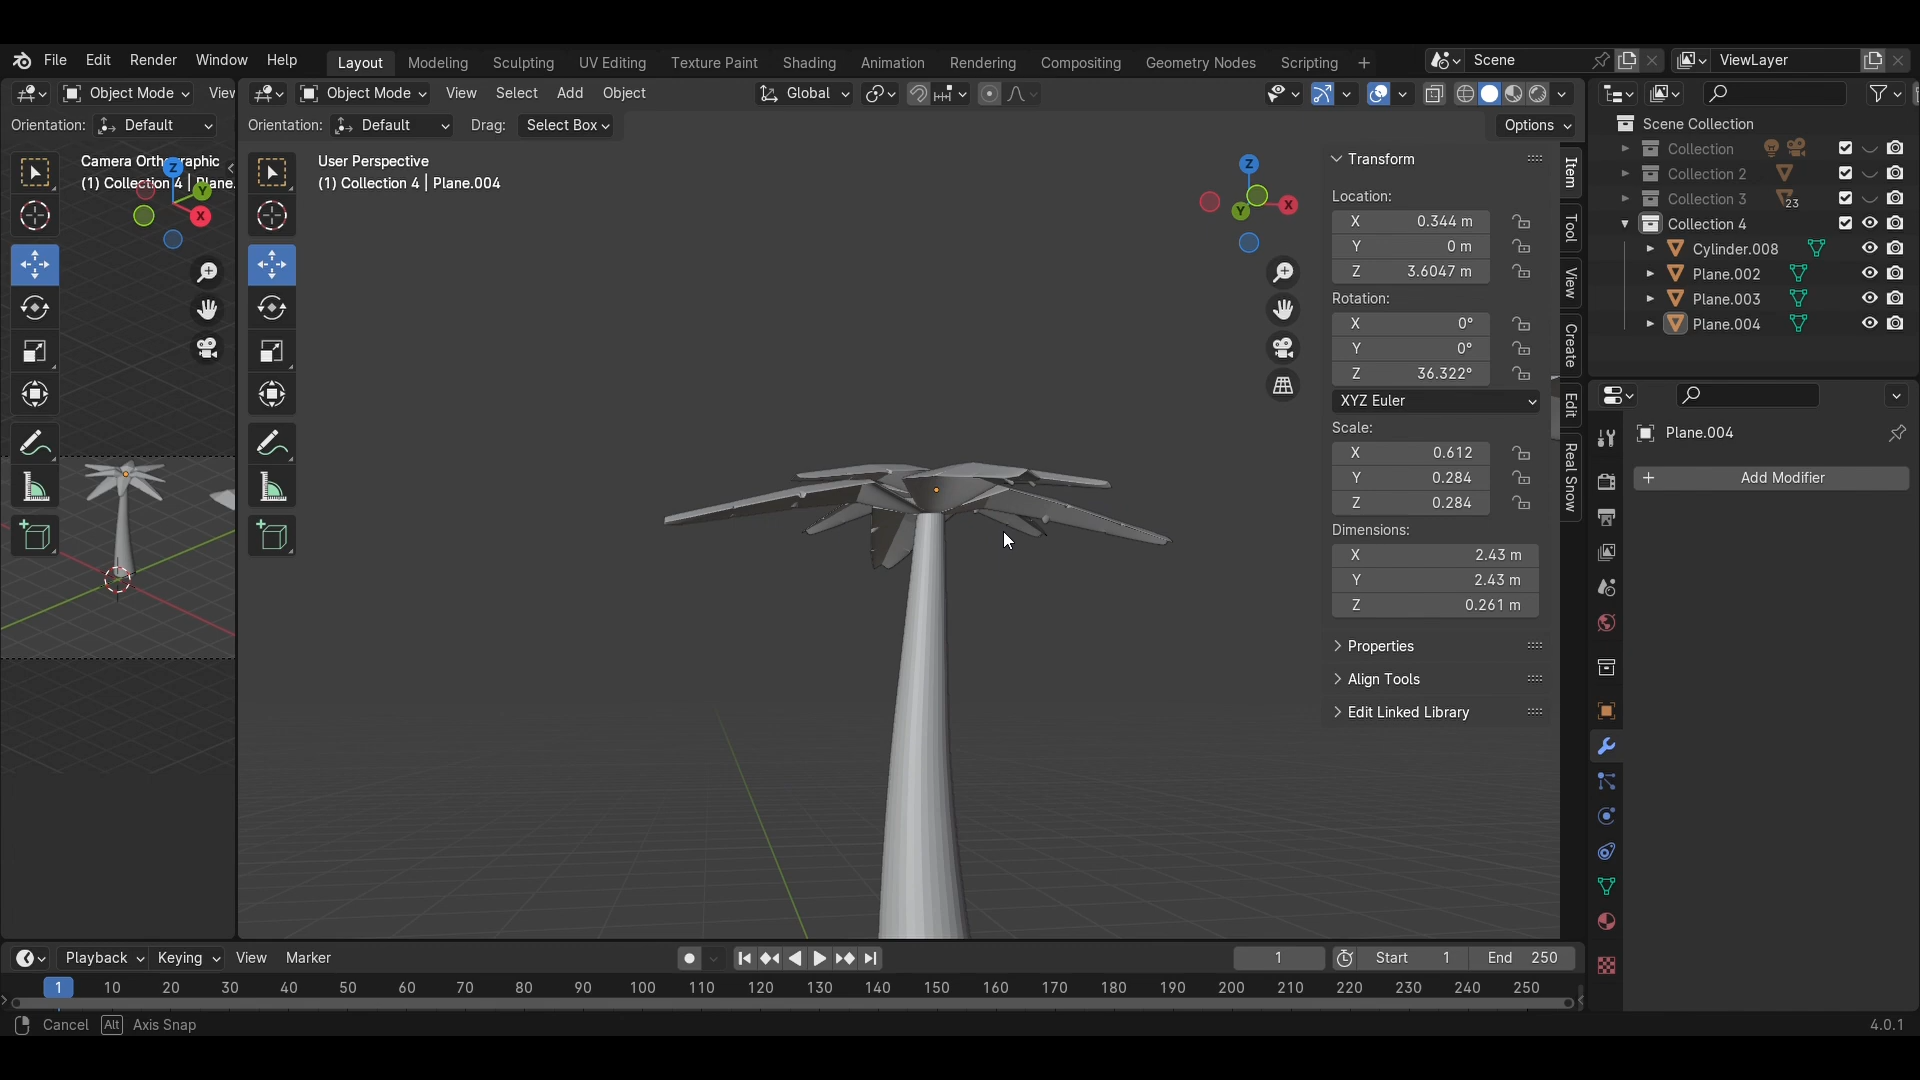 File Edit Render Window Help Layout Modeling Sculpting UV Editing Texture Paint Shading Animation Rendering Compositing Geometry Nodes Scripting + Scene ViewLayer
Object Mode View Object Mode View Select Add Object Global
Orientation: Default Orientation: Default Drag: Select Box Options
Camera Orthographic
(1) Collection 4 | Plane.
User Perspective
(1) Collection 4 | Plane.004
Z
Y
X
Z
Y
X
Transform
Location:
X 0.344 m
Y 0 m
Z 3.6047 m
Rotation:
X 0°
Y 0°
Z 36.322°
XYZ Euler
Scale:
X 0.612
Y 0.284
Z 0.284
Dimensions:
X 2.43 m
Y 2.43 m
Z 0.261 m
Properties
Align Tools
Edit Linked Library
Item
Tool
View
Create
Edit
Real Snow
Scene Collection
Collection
Collection 2
Collection 3 23
Collection 4
Cylinder.008
Plane.002
Plane.003
Plane.004
Plane.004
+ Add Modifier
Playback Keying View Marker 1 Start 1 End 250
1 10 20 30 40 50 60 70 80 90 100 110 120 130 140 150 160 170 180 190 200 210 220 230 240 250
Cancel Alt Axis Snap 4.0.1